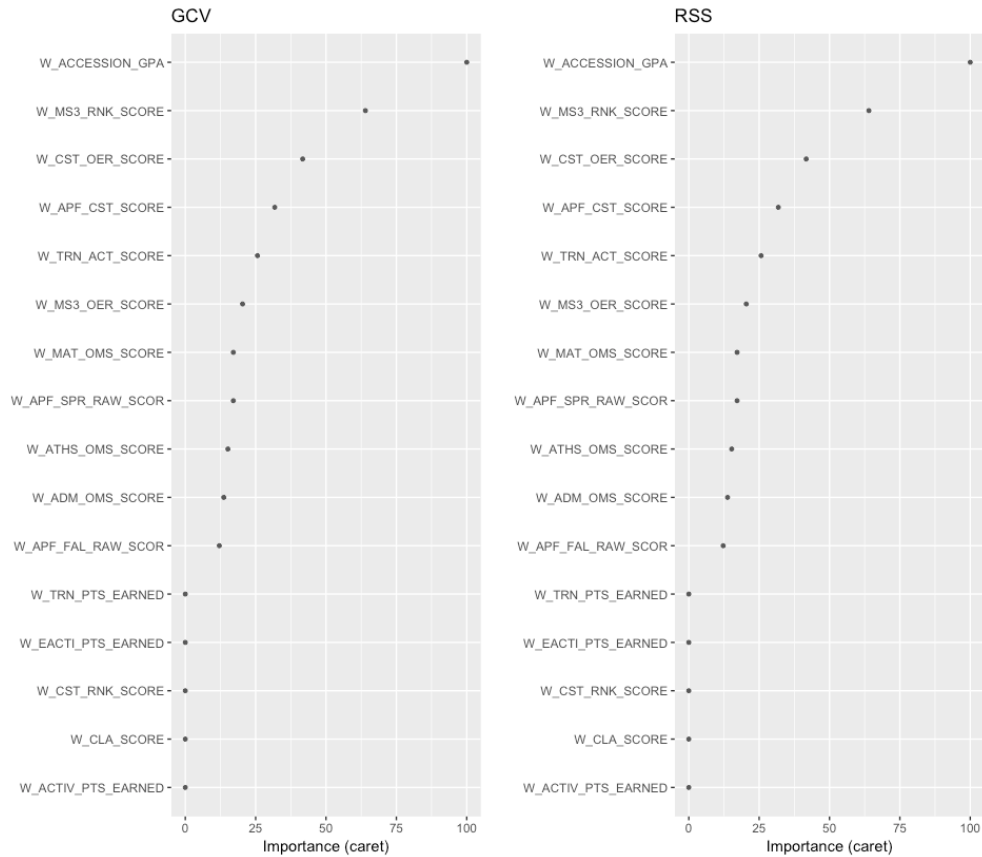 GCV
W_ACCESSION_GPA
W_MS3_RNK_SCORE
W_CST_OER_SCORE
W_APF_CST_SCORE
W_TRN_ACT_SCORE
W_MS3_OER_SCORE
W_MAT_OMS_SCORE
W_APF_SPR_RAW_SCOR
W_ATHS_OMS_SCORE
W_ADM_OMS_SCORE
W_APF_FAL_RAW_SCOR
W_TRN_PTS_EARNED
W_EACTI_PTS_EARNED
W_CST_RNK_SCORE
W_CLA_SCORE
W_ACTIV_PTS_EARNED
0 25 50 75 100
Importance (caret)
RSS
W_ACCESSION_GPA
W_MS3_RNK_SCORE
W_CST_OER_SCORE
W_APF_CST_SCORE
W_TRN_ACT_SCORE
W_MS3_OER_SCORE
W_MAT_OMS_SCORE
W_APF_SPR_RAW_SCOR
W_ATHS_OMS_SCORE
W_ADM_OMS_SCORE
W_APF_FAL_RAW_SCOR
W_TRN_PTS_EARNED
W_EACTI_PTS_EARNED
W_CST_RNK_SCORE
W_CLA_SCORE
W_ACTIV_PTS_EARNED
0 25 50 75 100
Importance (caret)